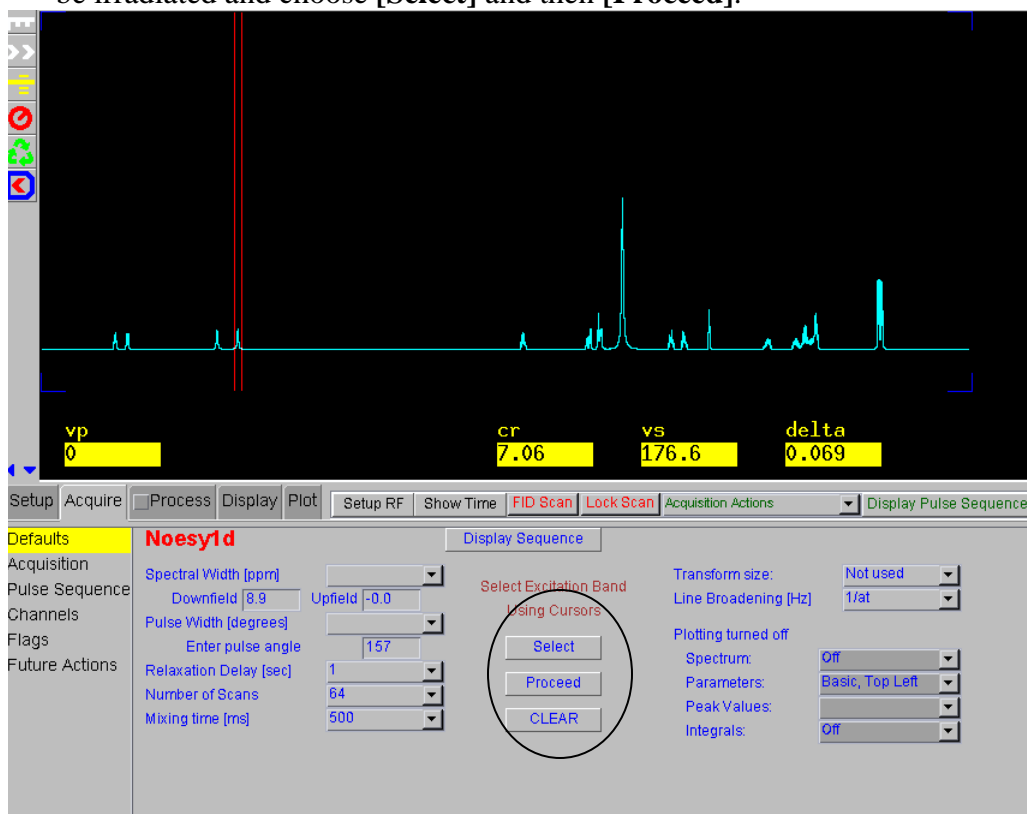 be irradiated and choose [Select] and then [Proceed].
vp cr vs delta
0 7.06 176.6 0.069
Setup Acquire Process Display Plot Setup RF Show Time FID Scan Lock Scan Acquisition Actions Display Pulse Sequence
Defaults
Acquisition
Pulse Sequence
Channels
Flags
Future Actions
Noesy1d
Display Sequence
Spectral Width [ppm]
Downfield 8.9 Upfield -0.0
Pulse Width [degrees]
Enter pulse angle 157
Relaxation Delay [sec] 1
Number of Scans 64
Mixing time [ms] 500
Select Excitation Band
Using Cursors
Select
Proceed
CLEAR
Transform size: Not used
Line Broadening [Hz] 1/at
Plotting turned off
Spectrum: Off
Parameters: Basic, Top Left
Peak Values:
Integrals: Off